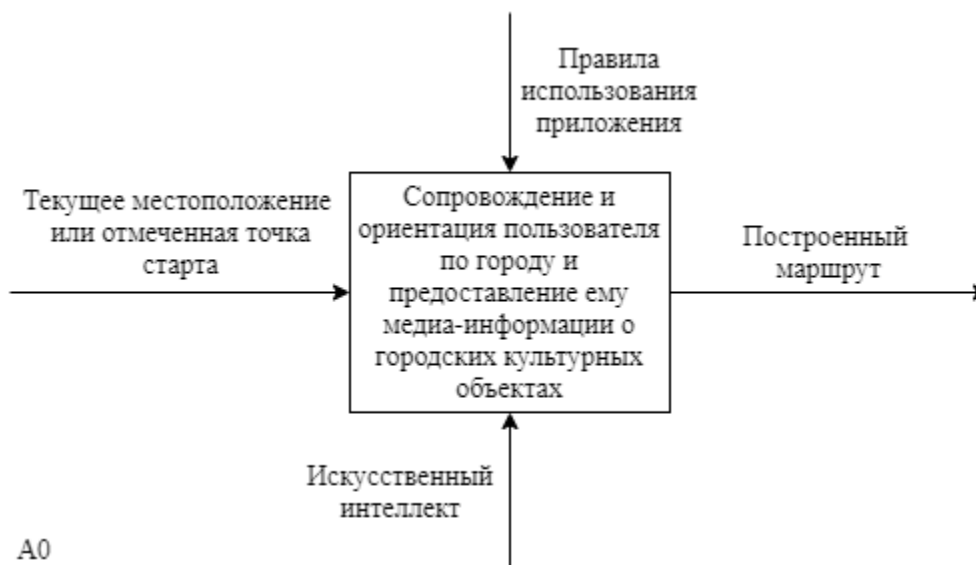 Правила
использования
приложения
Текущее местоположение
или отмеченная точка
старта
Сопровождение и
ориентация пользователя
по городу и
предоставление ему
медиа-информации о
городских культурных
объектах
Построенный
маршрут
Искусственный
интеллект
А0